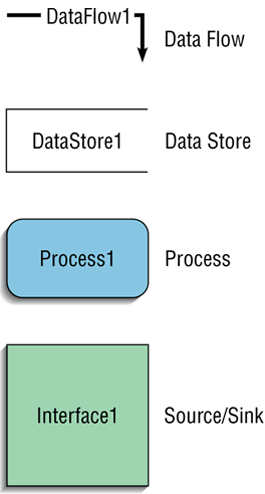 DataFlow1
Data Flow
DataStore1 Data Store
Process1 Process
Interface1 Source/Sink